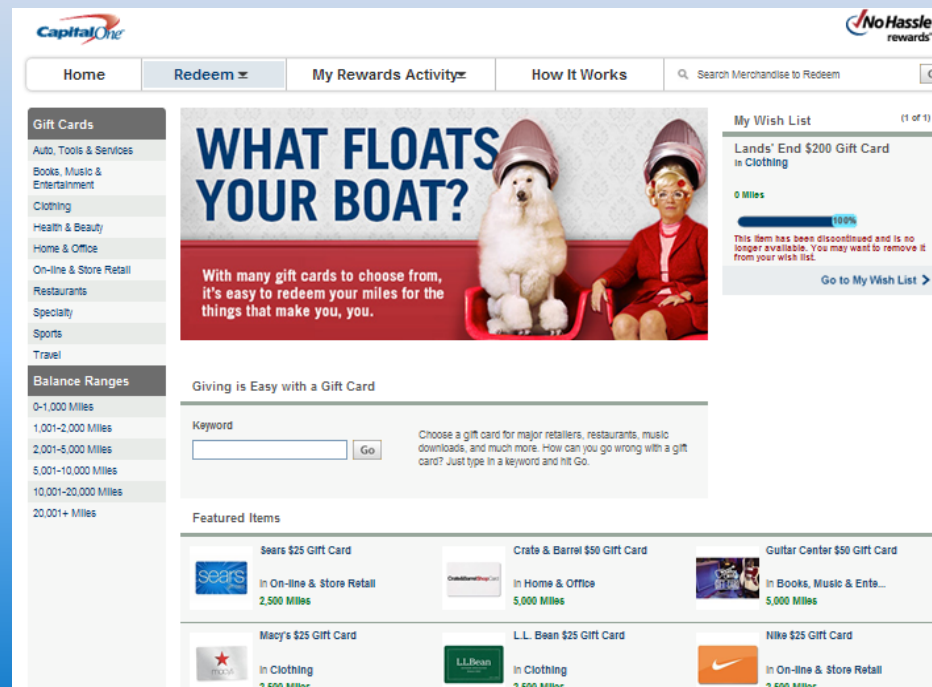 CapitalOne
No Hassle
rewards
Home
Redeem
My Rewards Activity
How It Works
Search Merchandise to Redeem
Gift Cards
Auto, Tools & Services
Books, Music &
Entertainment
Clothing
Health & Beauty
Home & Office
On-line & Store Retail
Restaurants
Specialty
Sports
Travel
Balance Ranges
0-1,000 Miles
1,001-2,000 Miles
2,001-5,000 Miles
5,001-10,000 Miles
10,001-20,000 Miles
20,001+ Miles
WHAT FLOATS
YOUR BOAT?
With many gift cards to choose from,
it's easy to redeem your miles for the
things that make you, you.
My Wish List (1 of 1)
Lands' End $200 Gift Card
in Clothing
0 Miles
100%
This item has been discontinued and is no
longer available. You may want to remove it
from your wish list.
Go to My Wish List
Giving is Easy with a Gift Card
Keyword
Go
Choose a gift card for major retailers, restaurants, music
downloads, and much more. How can you go wrong with a gift
card? Just type in a keyword and hit Go.
Featured Items
sears
Sears $25 Gift Card
in On-line & Store Retail
2,500 Miles
Crate & Barrel $50 Gift Card
in Home & Office
5,000 Miles
Guitar Center $50 Gift Card
in Books, Music & Ente...
5,000 Miles
macy's
Macy's $25 Gift Card
in Clothing
2,500 Miles
L.L.Bean
L.L. Bean $25 Gift Card
in Clothing
2,500 Miles
Nike $25 Gift Card
in On-line & Store Retail
2,500 Miles